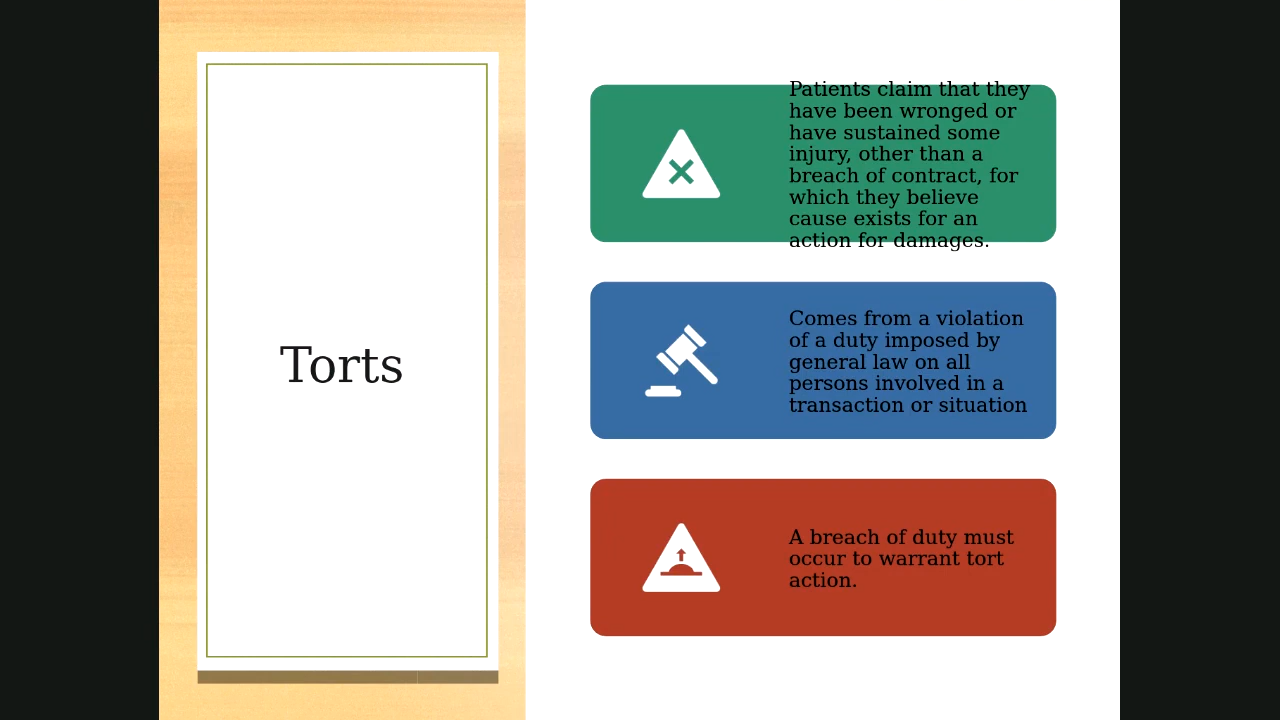 Torts
Patients claim that they
have been wronged or
have sustained some
injury, other than a
breach of contract, for
which they believe
cause exists for an
action for damages.
Comes from a violation
of a duty imposed by
general law on all
persons involved in a
transaction or situation
A breach of duty must
occur to warrant tort
action.